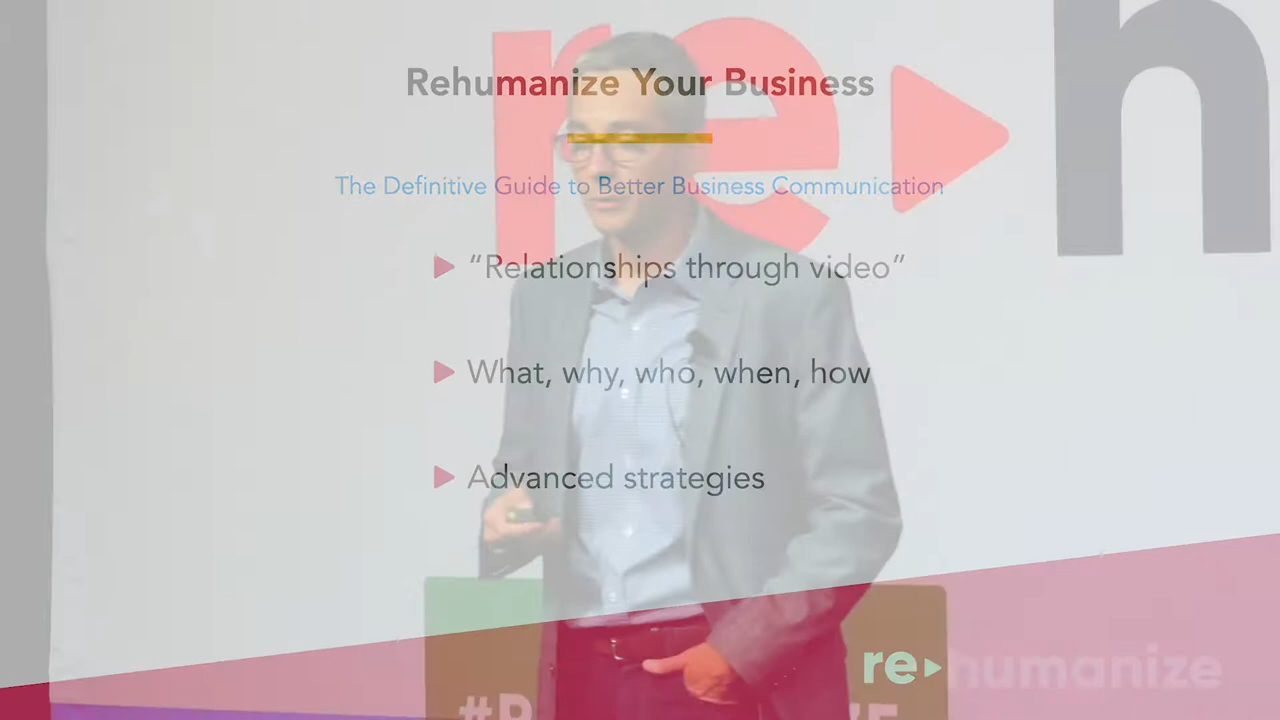 re h
Rehumanize Your Business
The Definitive Guide to Better Business Communication
“Relationships through video”
What, why, who, when, how
Advanced strategies
re humanize